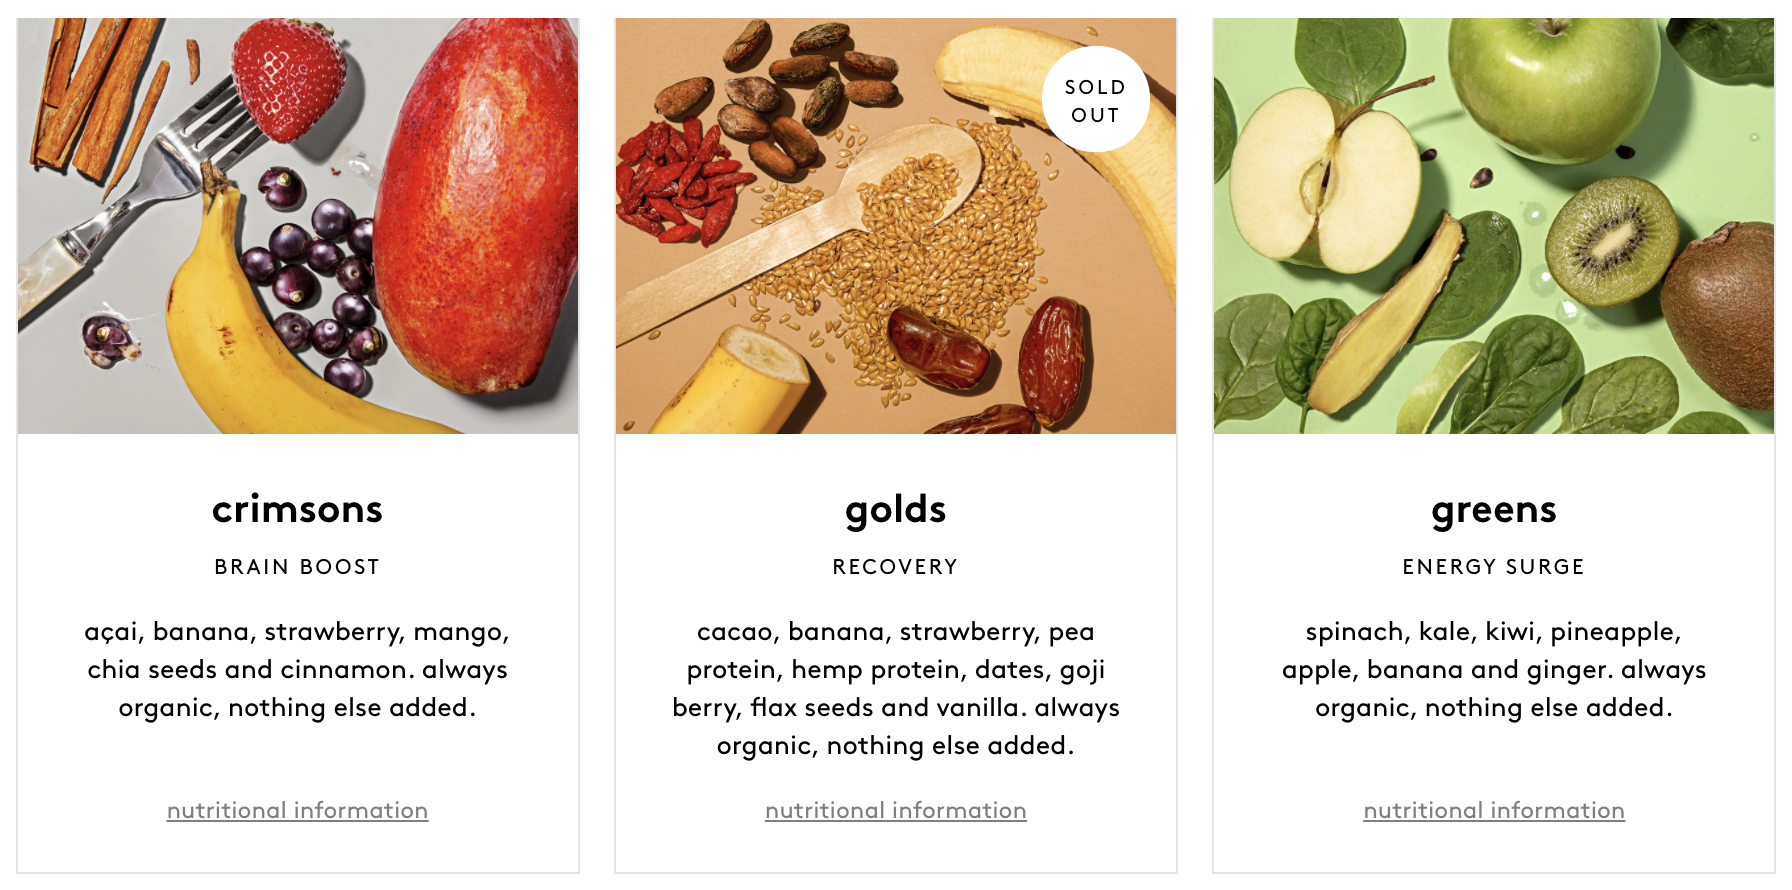 SOLD
OUT
crimsons
BRAIN BOOST
açai, banana, strawberry, mango,
chia seeds and cinnamon. always
organic, nothing else added.
nutritional information
golds
RECOVERY
cacao, banana, strawberry, pea
protein, hemp protein, dates, goji
berry, flax seeds and vanilla. always
organic, nothing else added.
nutritional information
greens
ENERGY SURGE
spinach, kale, kiwi, pineapple,
apple, banana and ginger. always
organic, nothing else added.
nutritional information